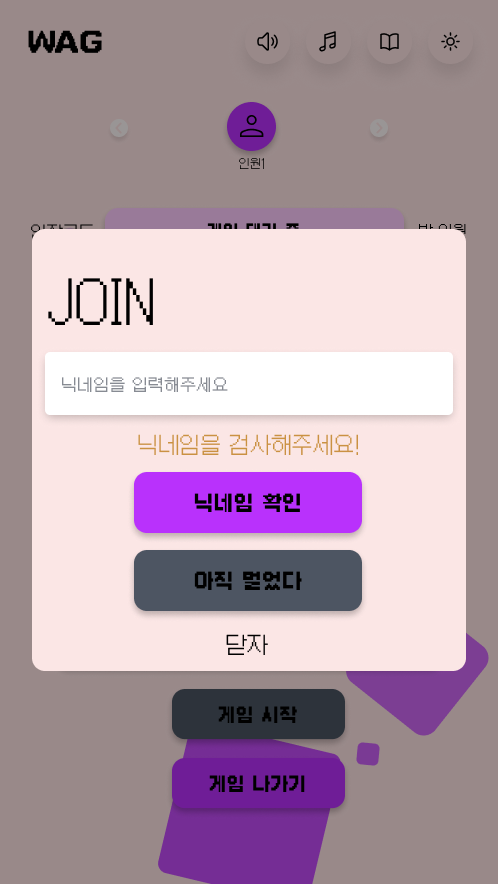 WAG
인원1
JOIN
닉네임을 입력해주세요
닉네임을 검사해주세요!
닉네임 확인
아직 멀었다
닫자
게임 시작
게임 나가기